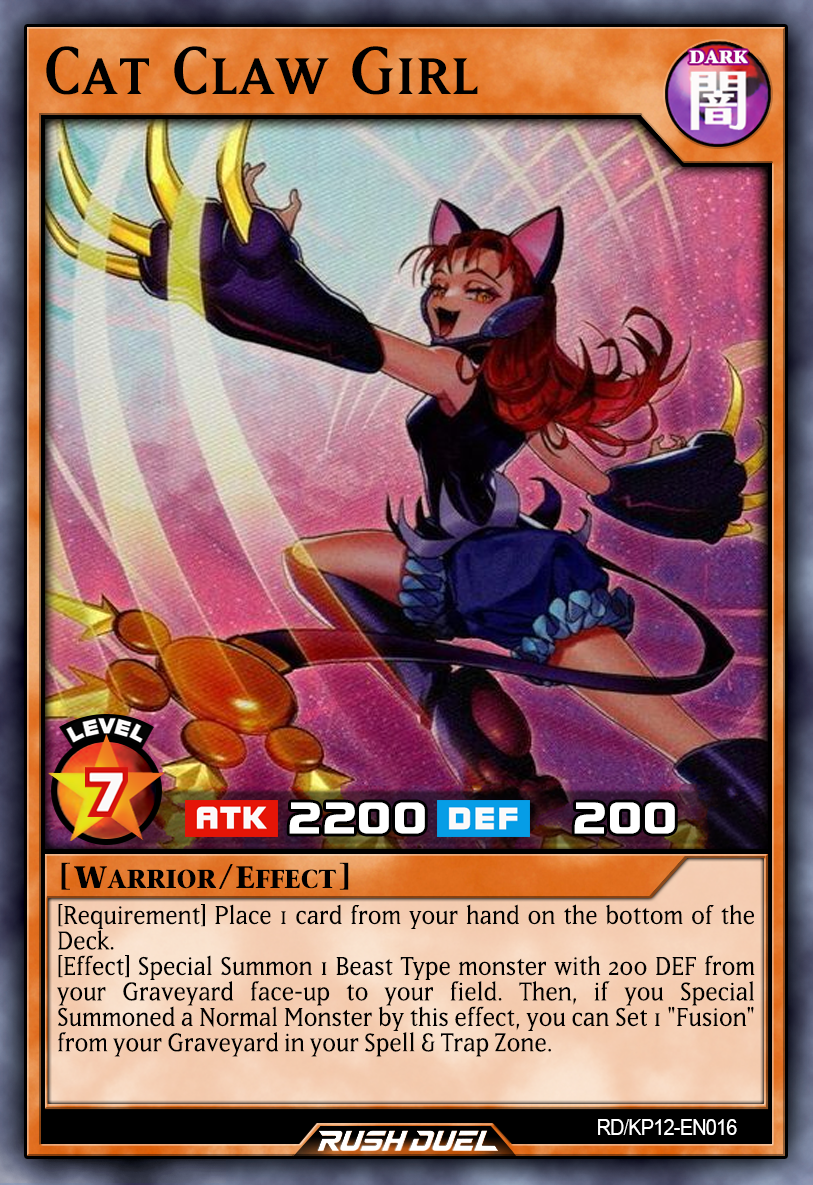 Cat Claw Girl
DARK
闇
LEVEL
7
ATK 2200 DEF 200
[Warrior/Effect]
[Requirement] Place 1 card from your hand on the bottom of the
Deck.
[Effect] Special Summon 1 Beast Type monster with 200 DEF from
your Graveyard face-up to your field. Then, if you Special
Summoned a Normal Monster by this effect, you can Set 1 "Fusion"
from your Graveyard in your Spell & Trap Zone.
RUSH DUEL
RD/KP12-EN016